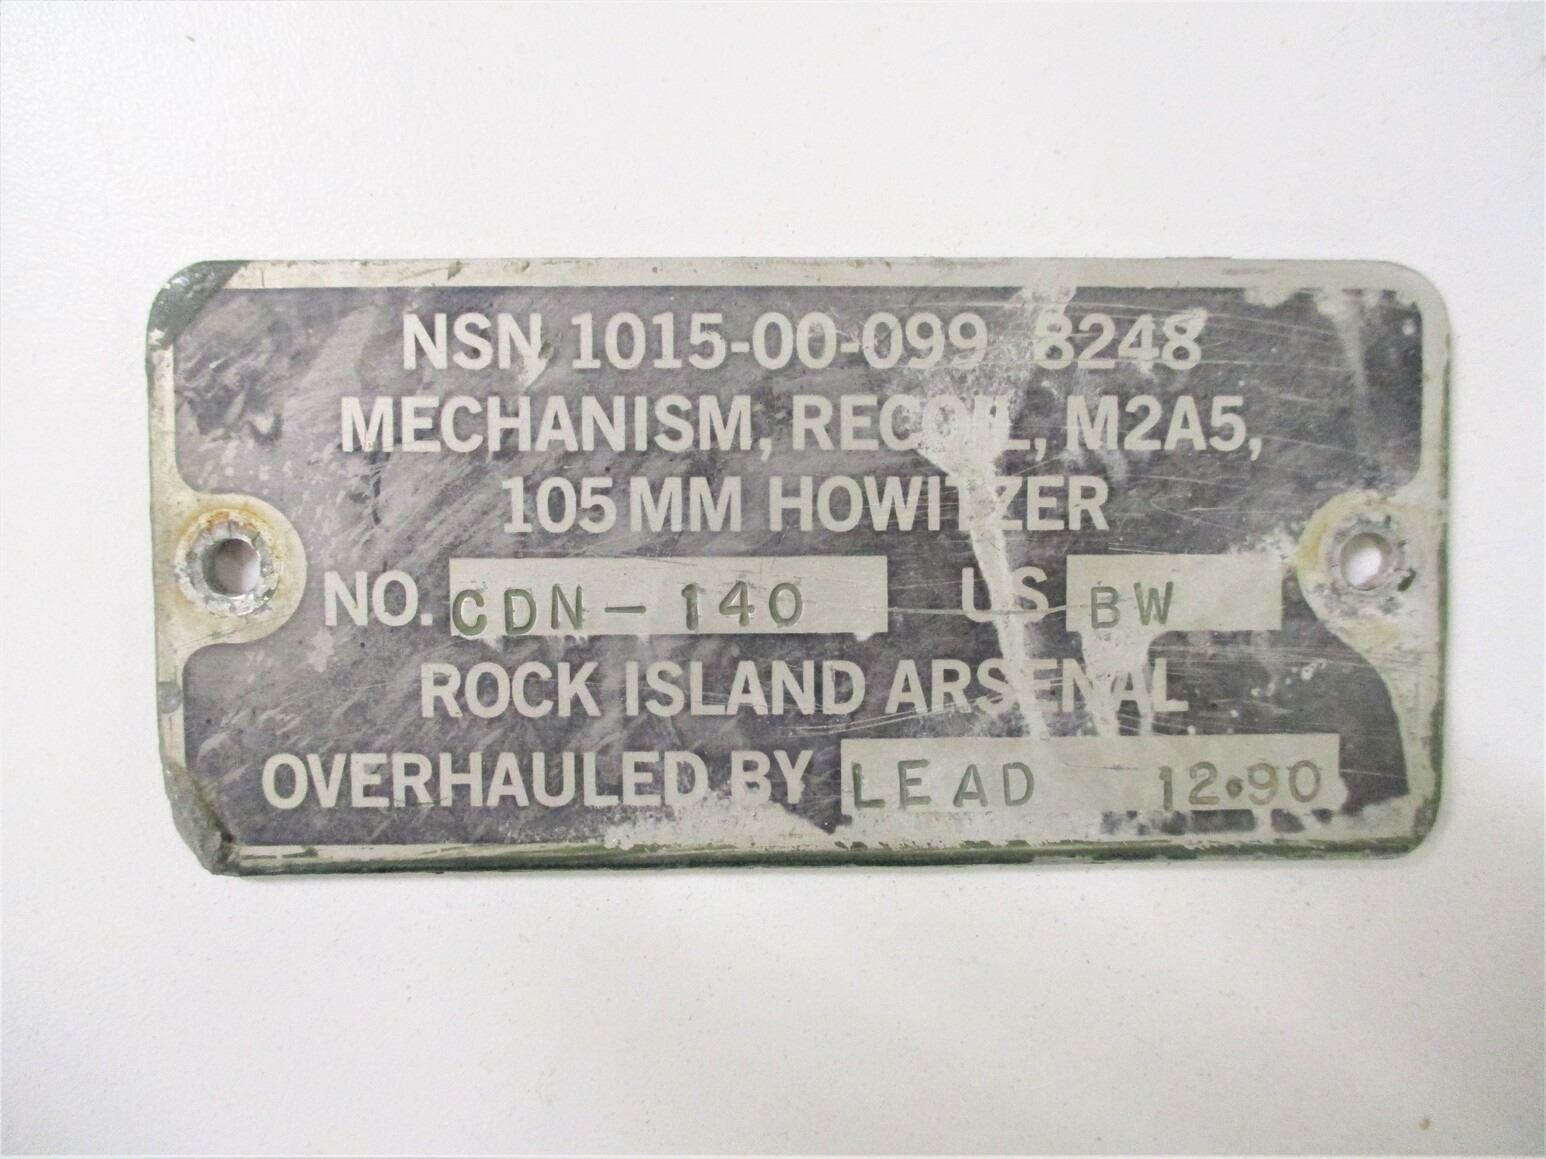 NSN 1015-00-099 8248
MECHANISM, RECOIL, M2A5,
105 MM HOWITZER
NO. CDN-140 US BW
ROCK ISLAND ARSENAL
OVERHAULED BY LEAD 12•90